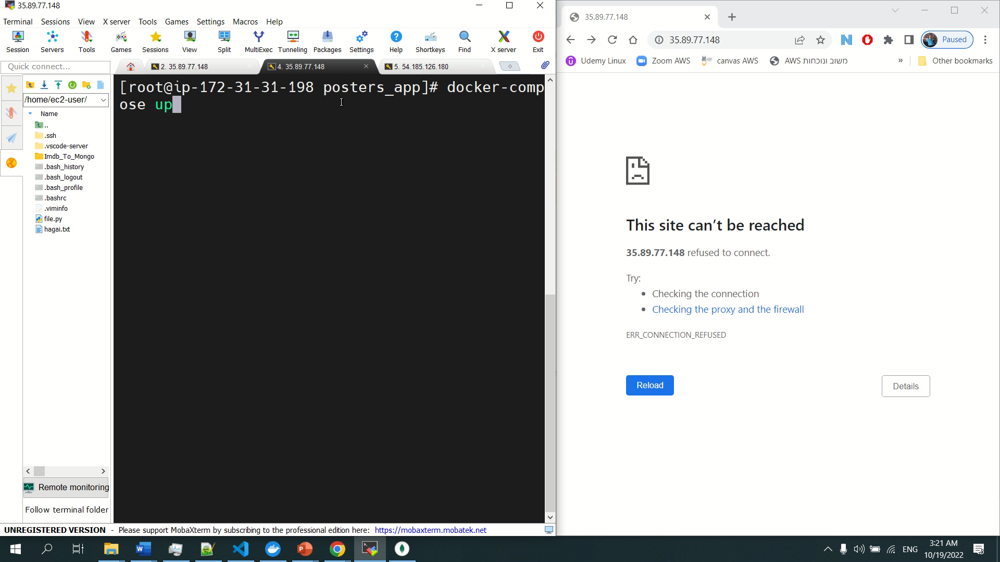 35.89.77.148
Terminal Sessions View X server Tools Games Settings Macros Help
Session Servers Tools Games Sessions View Split MultiExec Tunneling Packages Settings Help Shortkeys Find X server Exit
Quick connect...
2. 35.89.77.148
4. 35.89.77.148
5. 54.185.126.180
/home/ec2-user/
Name
..
.ssh
.vscode-server
Imdb_To_Mongo
.bash_history
.bash_logout
.bash_profile
.bashrc
.viminfo
file.py
hagai.txt
Remote monitoring
Follow terminal folder
[root@ip-172-31-31-198 posters_app]# docker-comp
ose up
UNREGISTERED VERSION - Please support MobaXterm by subscribing to the professional edition here: https://mobaxterm.mobatek.net
35.89.77.148
35.89.77.148
Paused
Udemy Linux Zoom AWS canvas AWS משוב ונוכחות AWS » Other bookmarks
This site can’t be reached
35.89.77.148 refused to connect.
Try:
• Checking the connection
• Checking the proxy and the firewall
ERR_CONNECTION_REFUSED
Reload
Details
ENG
3:21 AM
10/19/2022